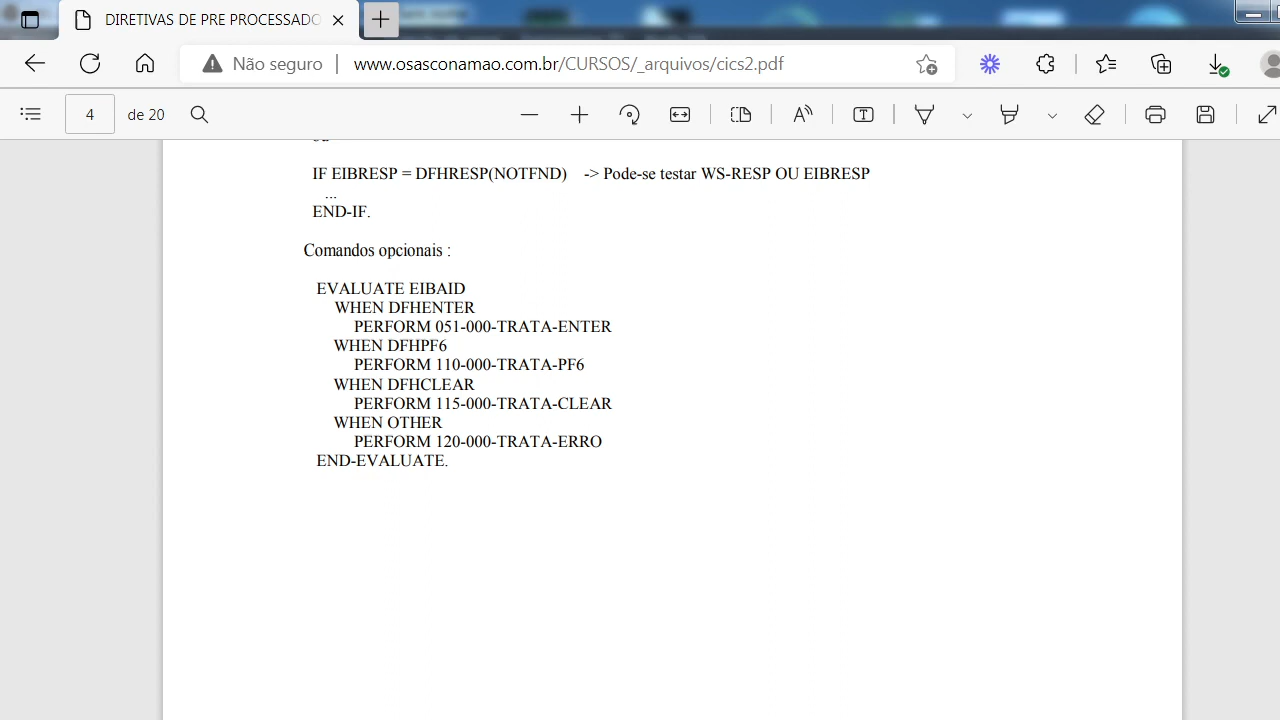 DIRETIVAS DE PRE PROCESSADO
Não seguro
www.osasconamao.com.br/CURSOS/_arquivos/cics2.pdf
4 de 20
IF EIBRESP = DFHRESP(NOTFND) -> Pode-se testar WS-RESP OU EIBRESP
...
END-IF.
Comandos opcionais :
EVALUATE EIBAID
WHEN DFHENTER
PERFORM 051-000-TRATA-ENTER
WHEN DFHPF6
PERFORM 110-000-TRATA-PF6
WHEN DFHCLEAR
PERFORM 115-000-TRATA-CLEAR
WHEN OTHER
PERFORM 120-000-TRATA-ERRO
END-EVALUATE.